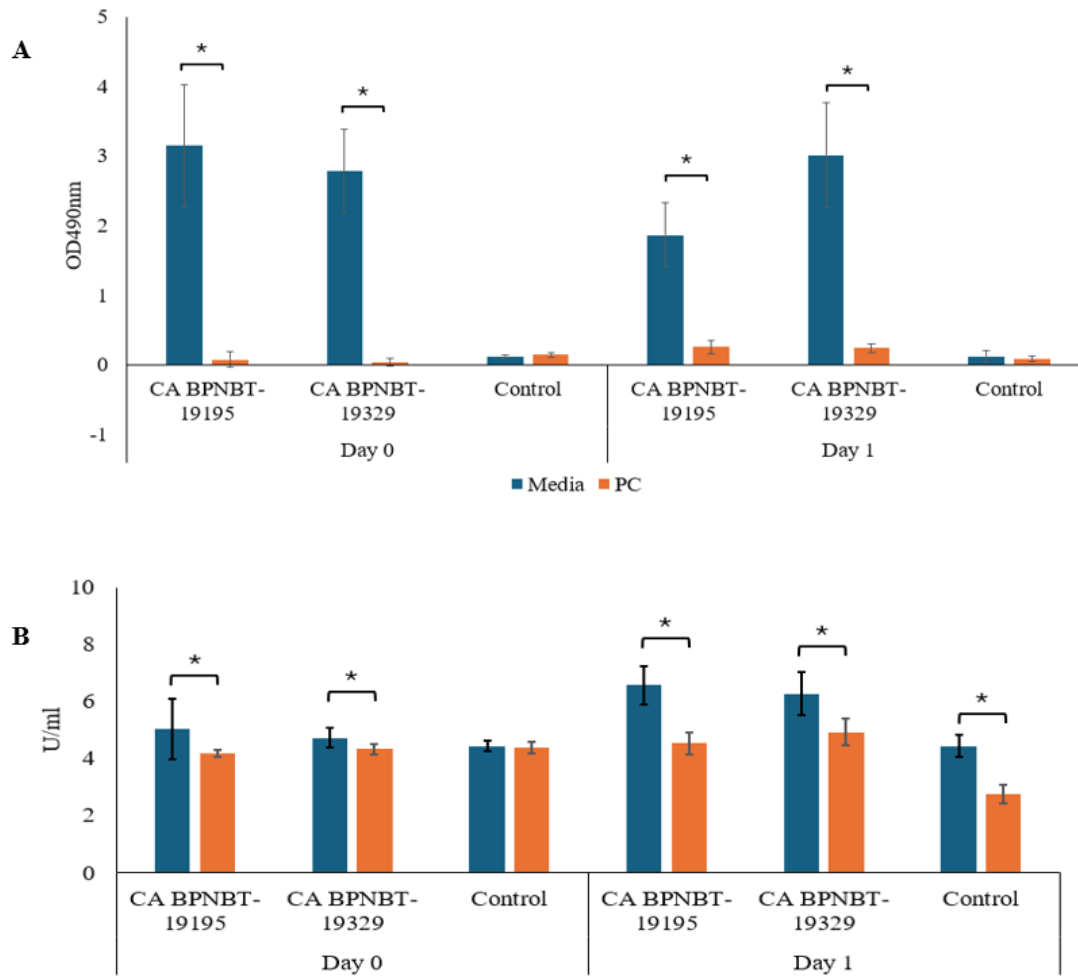 A
5
4
3
2
1
0
-1
OD490nm
* * * *
CA BPNBT-19195 CA BPNBT-19329 Control CA BPNBT-19195 CA BPNBT-19329 Control
Day 0 Day 1
Media PC
B
10
8
6
4
2
0
U/ml
* * * * *
CA BPNBT-19195 CA BPNBT-19329 Control CA BPNBT-19195 CA BPNBT-19329 Control
Day 0 Day 1